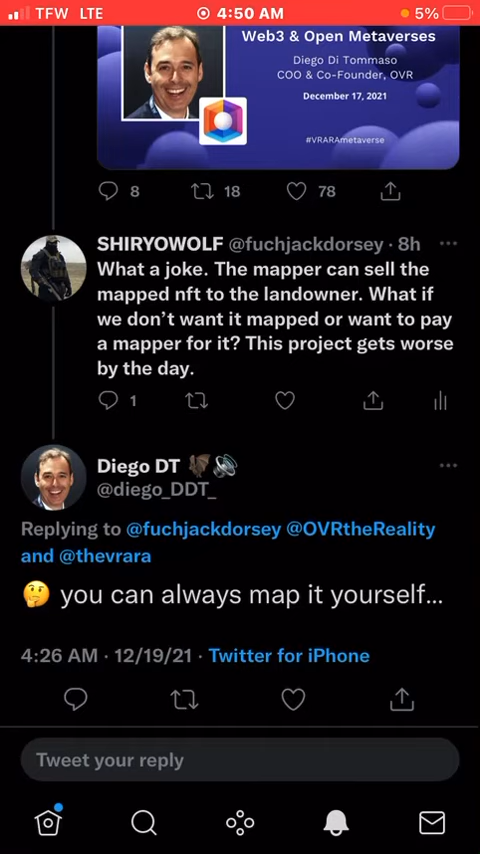 TFW LTE 4:50 AM 5%
Web3 & Open Metaverses
Diego Di Tommaso
COO & Co-Founder, OVR
December 17, 2021
#VRARAmetaverse
8 18 78
SHIRYOWOLF @fuchjackdorsey · 8h
What a joke. The mapper can sell the
mapped nft to the landowner. What if
we don’t want it mapped or want to pay
a mapper for it? This project gets worse
by the day.
1
Diego DT 🦇🔊
@diego_DDT_
Replying to @fuchjackdorsey @OVRtheReality
and @thevrara
🤔 you can always map it yourself...
4:26 AM · 12/19/21 · Twitter for iPhone
Tweet your reply